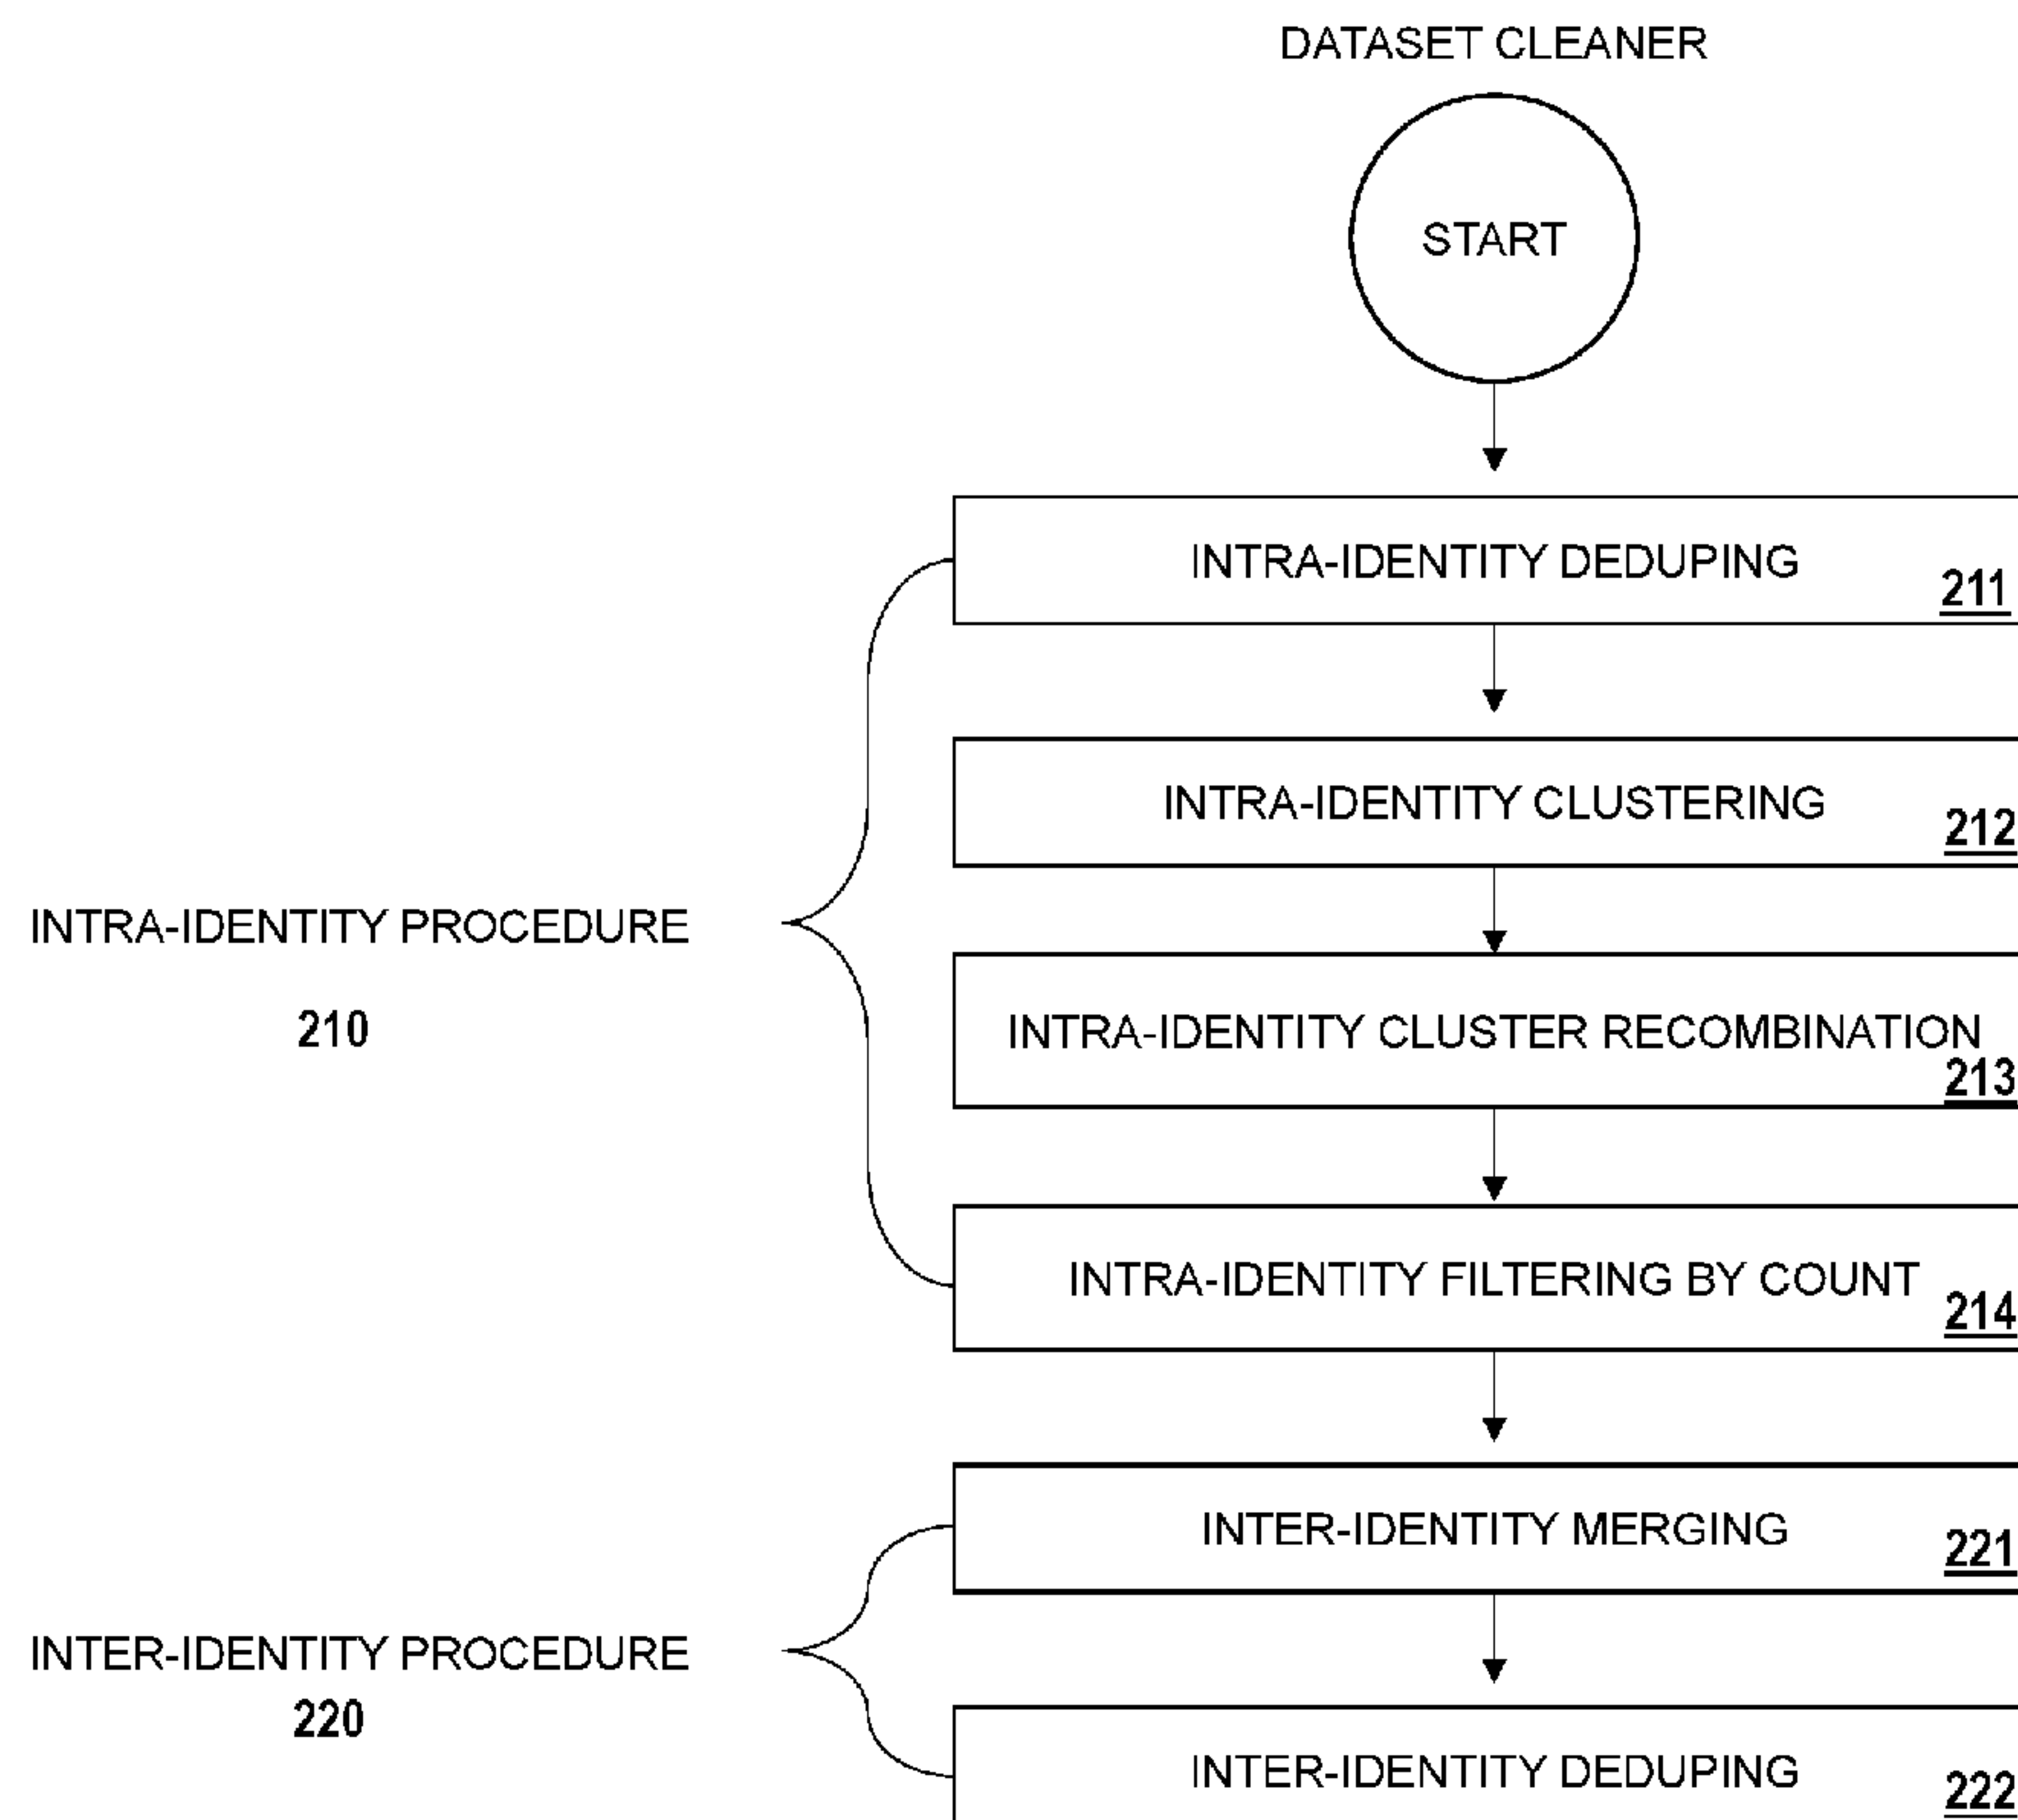 DATASET CLEANER
START
INTRA-IDENTITY DEDUPING
211
INTRA-IDENTITY CLUSTERING
212
INTRA-IDENTITY PROCEDURE
210
INTRA-IDENTITY CLUSTER RECOMBINATION
213
INTRA-IDENTITY FILTERING BY COUNT
214
INTER-IDENTITY MERGING
221
INTER-IDENTITY PROCEDURE
220
INTER-IDENTITY DEDUPING
222